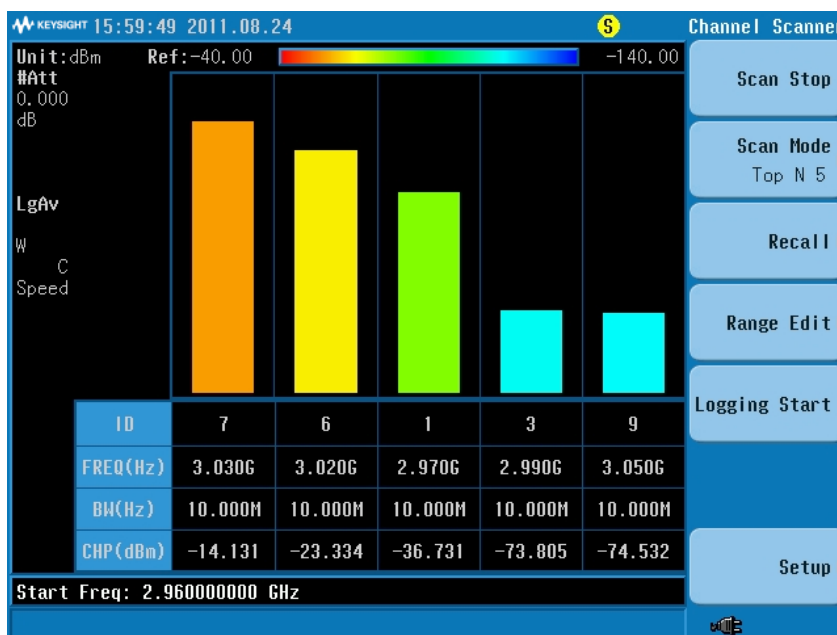 KEYSIGHT 15:59:49 2011.08.24 S Channel Scanner
Unit:dBm Ref:-40.00 -140.00
#Att
0.000
dB
LgAv
W
C
Speed
ID 7 6 1 3 9
FREQ(Hz) 3.030G 3.020G 2.970G 2.990G 3.050G
BW(Hz) 10.000M 10.000M 10.000M 10.000M 10.000M
CHP(dBm) -14.131 -23.334 -36.731 -73.805 -74.532
Start Freq: 2.960000000 GHz
Scan Stop
Scan Mode
Top N 5
Recall
Range Edit
Logging Start
Setup